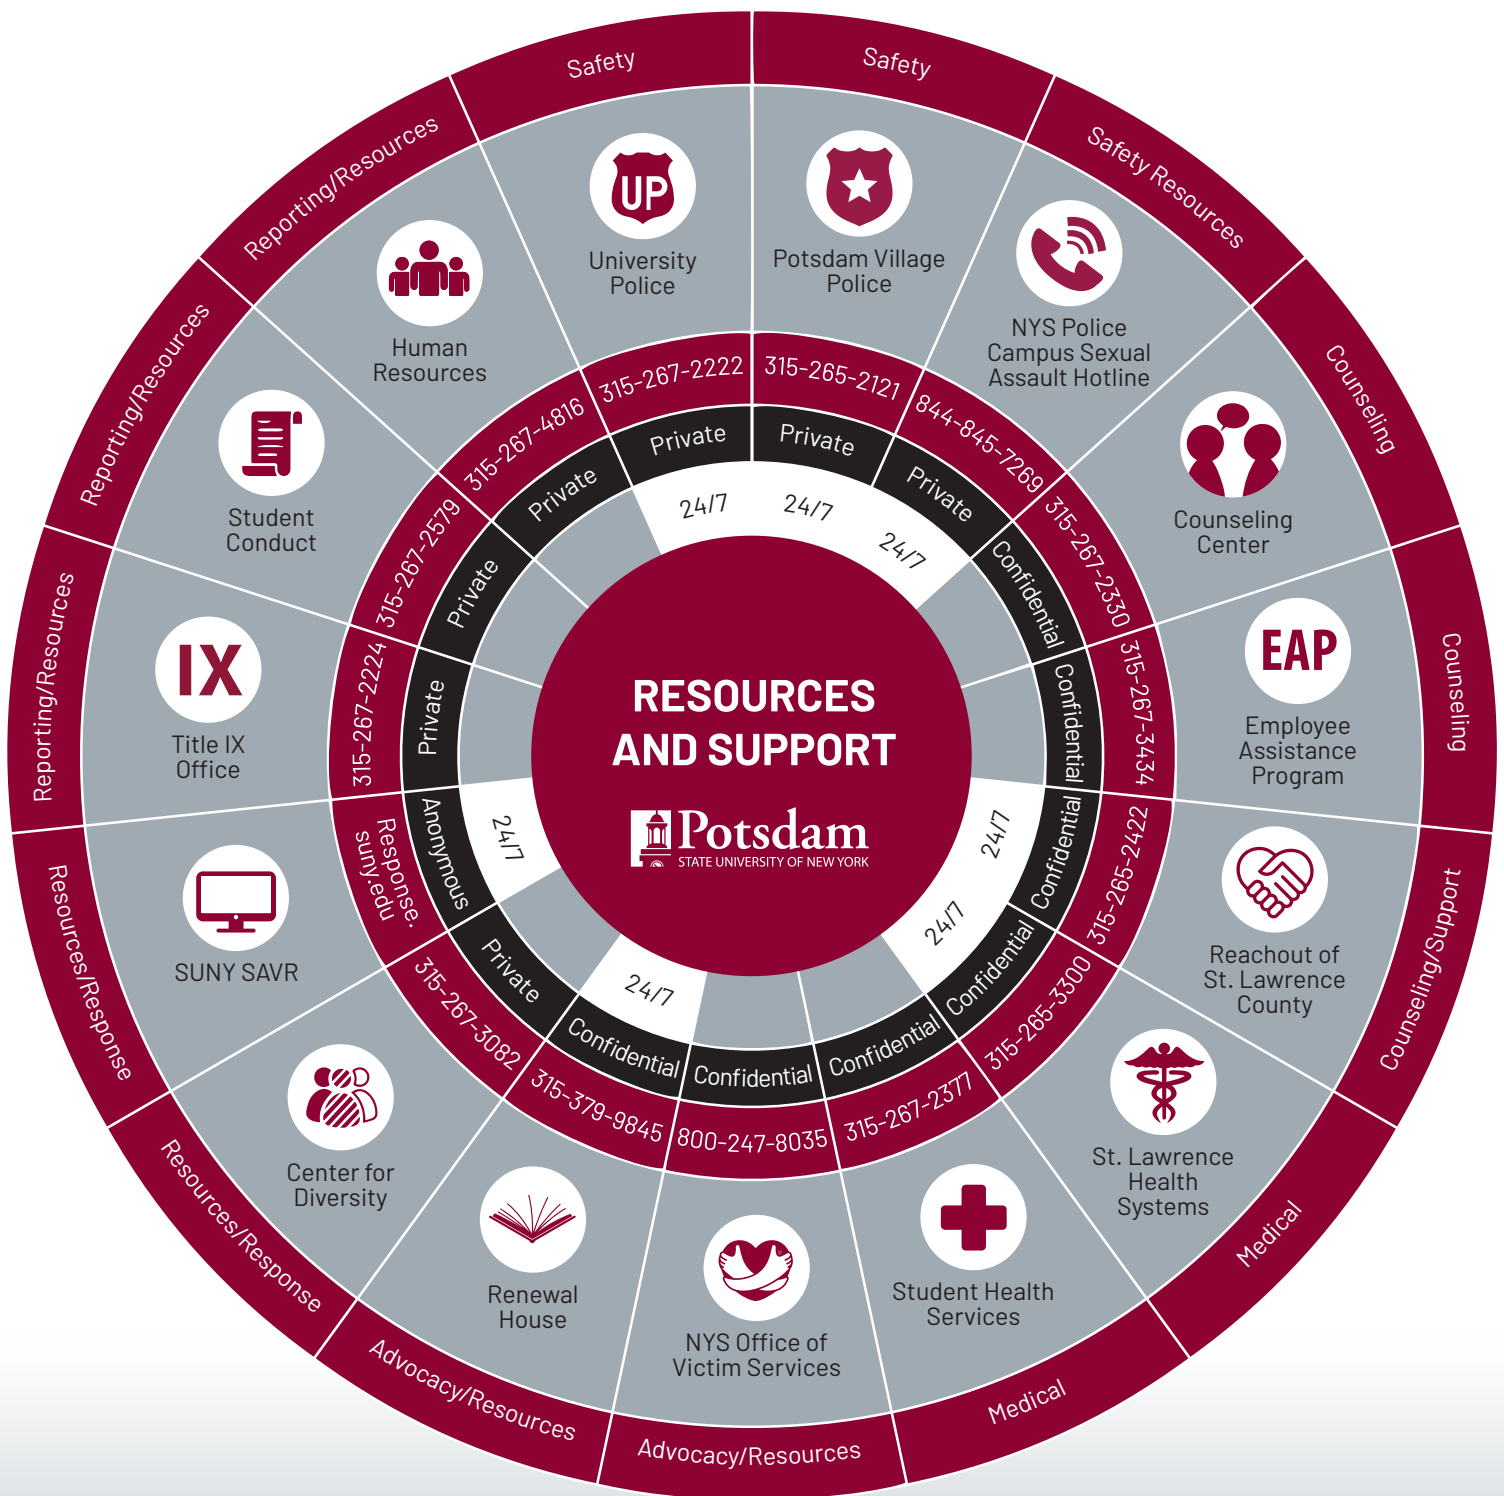 RESOURCES
AND SUPPORT
Potsdam
STATE UNIVERSITY OF NEW YORK
Safety
Potsdam Village
Police
315-265-2121
Private
24/7
Safety Resources
NYS Police
Campus Sexual
Assault Hotline
844-845-7269
Private
24/7
Counseling
Counseling
Center
315-267-2330
Confidential
Counseling
EAP
Employee
Assistance
Program
315-267-3434
Confidential
Counseling/Support
Reachout of
St. Lawrence
County
315-265-2422
Confidential
24/7
Medical
St. Lawrence
Health
Systems
315-265-3300
Confidential
24/7
Medical
Student Health
Services
315-267-2377
Confidential
Advocacy/Resources
NYS Office of
Victim Services
800-247-8035
Confidential
Advocacy/Resources
Renewal
House
315-379-9845
Confidential
24/7
Resources/Response
Center for
Diversity
315-267-3082
Private
Resources/Response
SUNY SAVR
Response.
suny.edu
Anonymous
24/7
Reporting/Resources
IX
Title IX
Office
315-267-2224
Private
Reporting/Resources
Student
Conduct
315-267-2579
Private
Reporting/Resources
Human
Resources
315-267-4816
Private
Safety
UP
University
Police
315-267-2222
Private
24/7